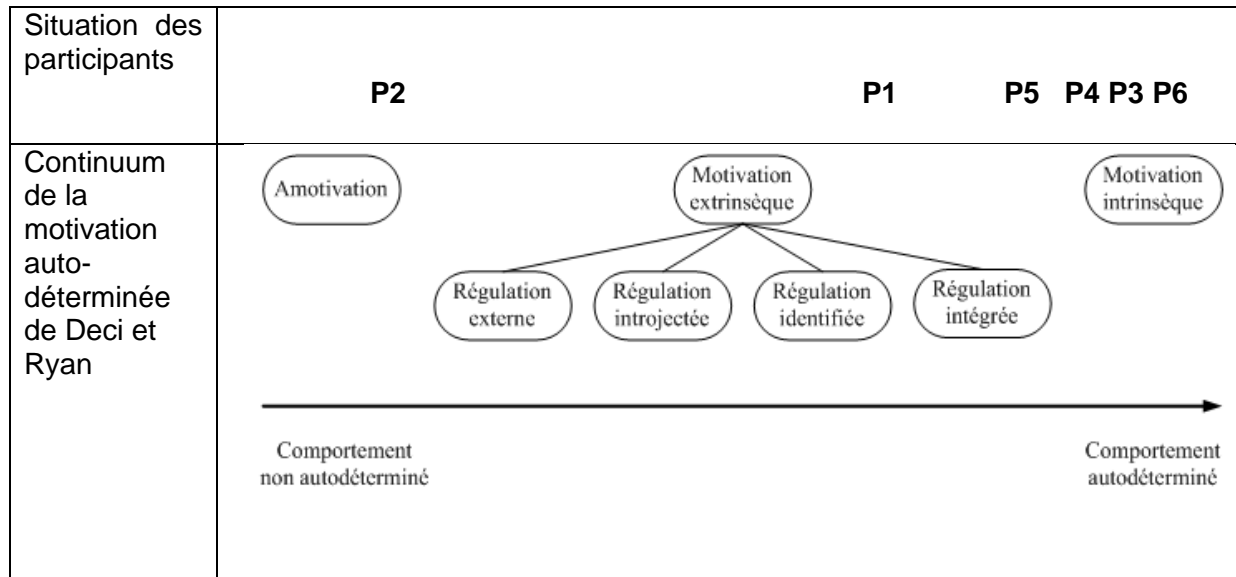 Situation des
participants
P2 P1 P5 P4 P3 P6
Continuum
de la
motivation
auto-
déterminée
de Deci et
Ryan
Amotivation
Motivation
extrinsèque
Motivation
intrinsèque
Régulation
externe
Régulation
introjectée
Régulation
identifiée
Régulation
intégrée
Comportement
non autodéterminé
Comportement
autodéterminé